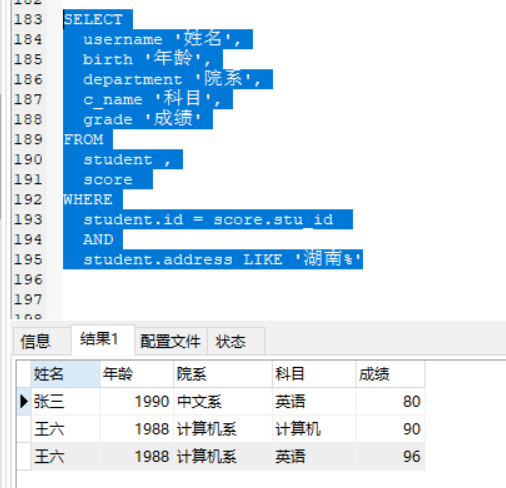 182
183 SELECT
184 username '姓名',
185 birth '年龄',
186 department '院系',
187 c_name '科目',
188 grade '成绩'
189 FROM
190 student ,
191 score
192 WHERE
193 student.id = score.stu_id
194 AND
195 student.address LIKE '湖南%'
196
197
198
信息 结果1 配置文件 状态
姓名 年龄 院系 科目 成绩
张三 1990 中文系 英语 80
王六 1988 计算机系 计算机 90
王六 1988 计算机系 英语 96